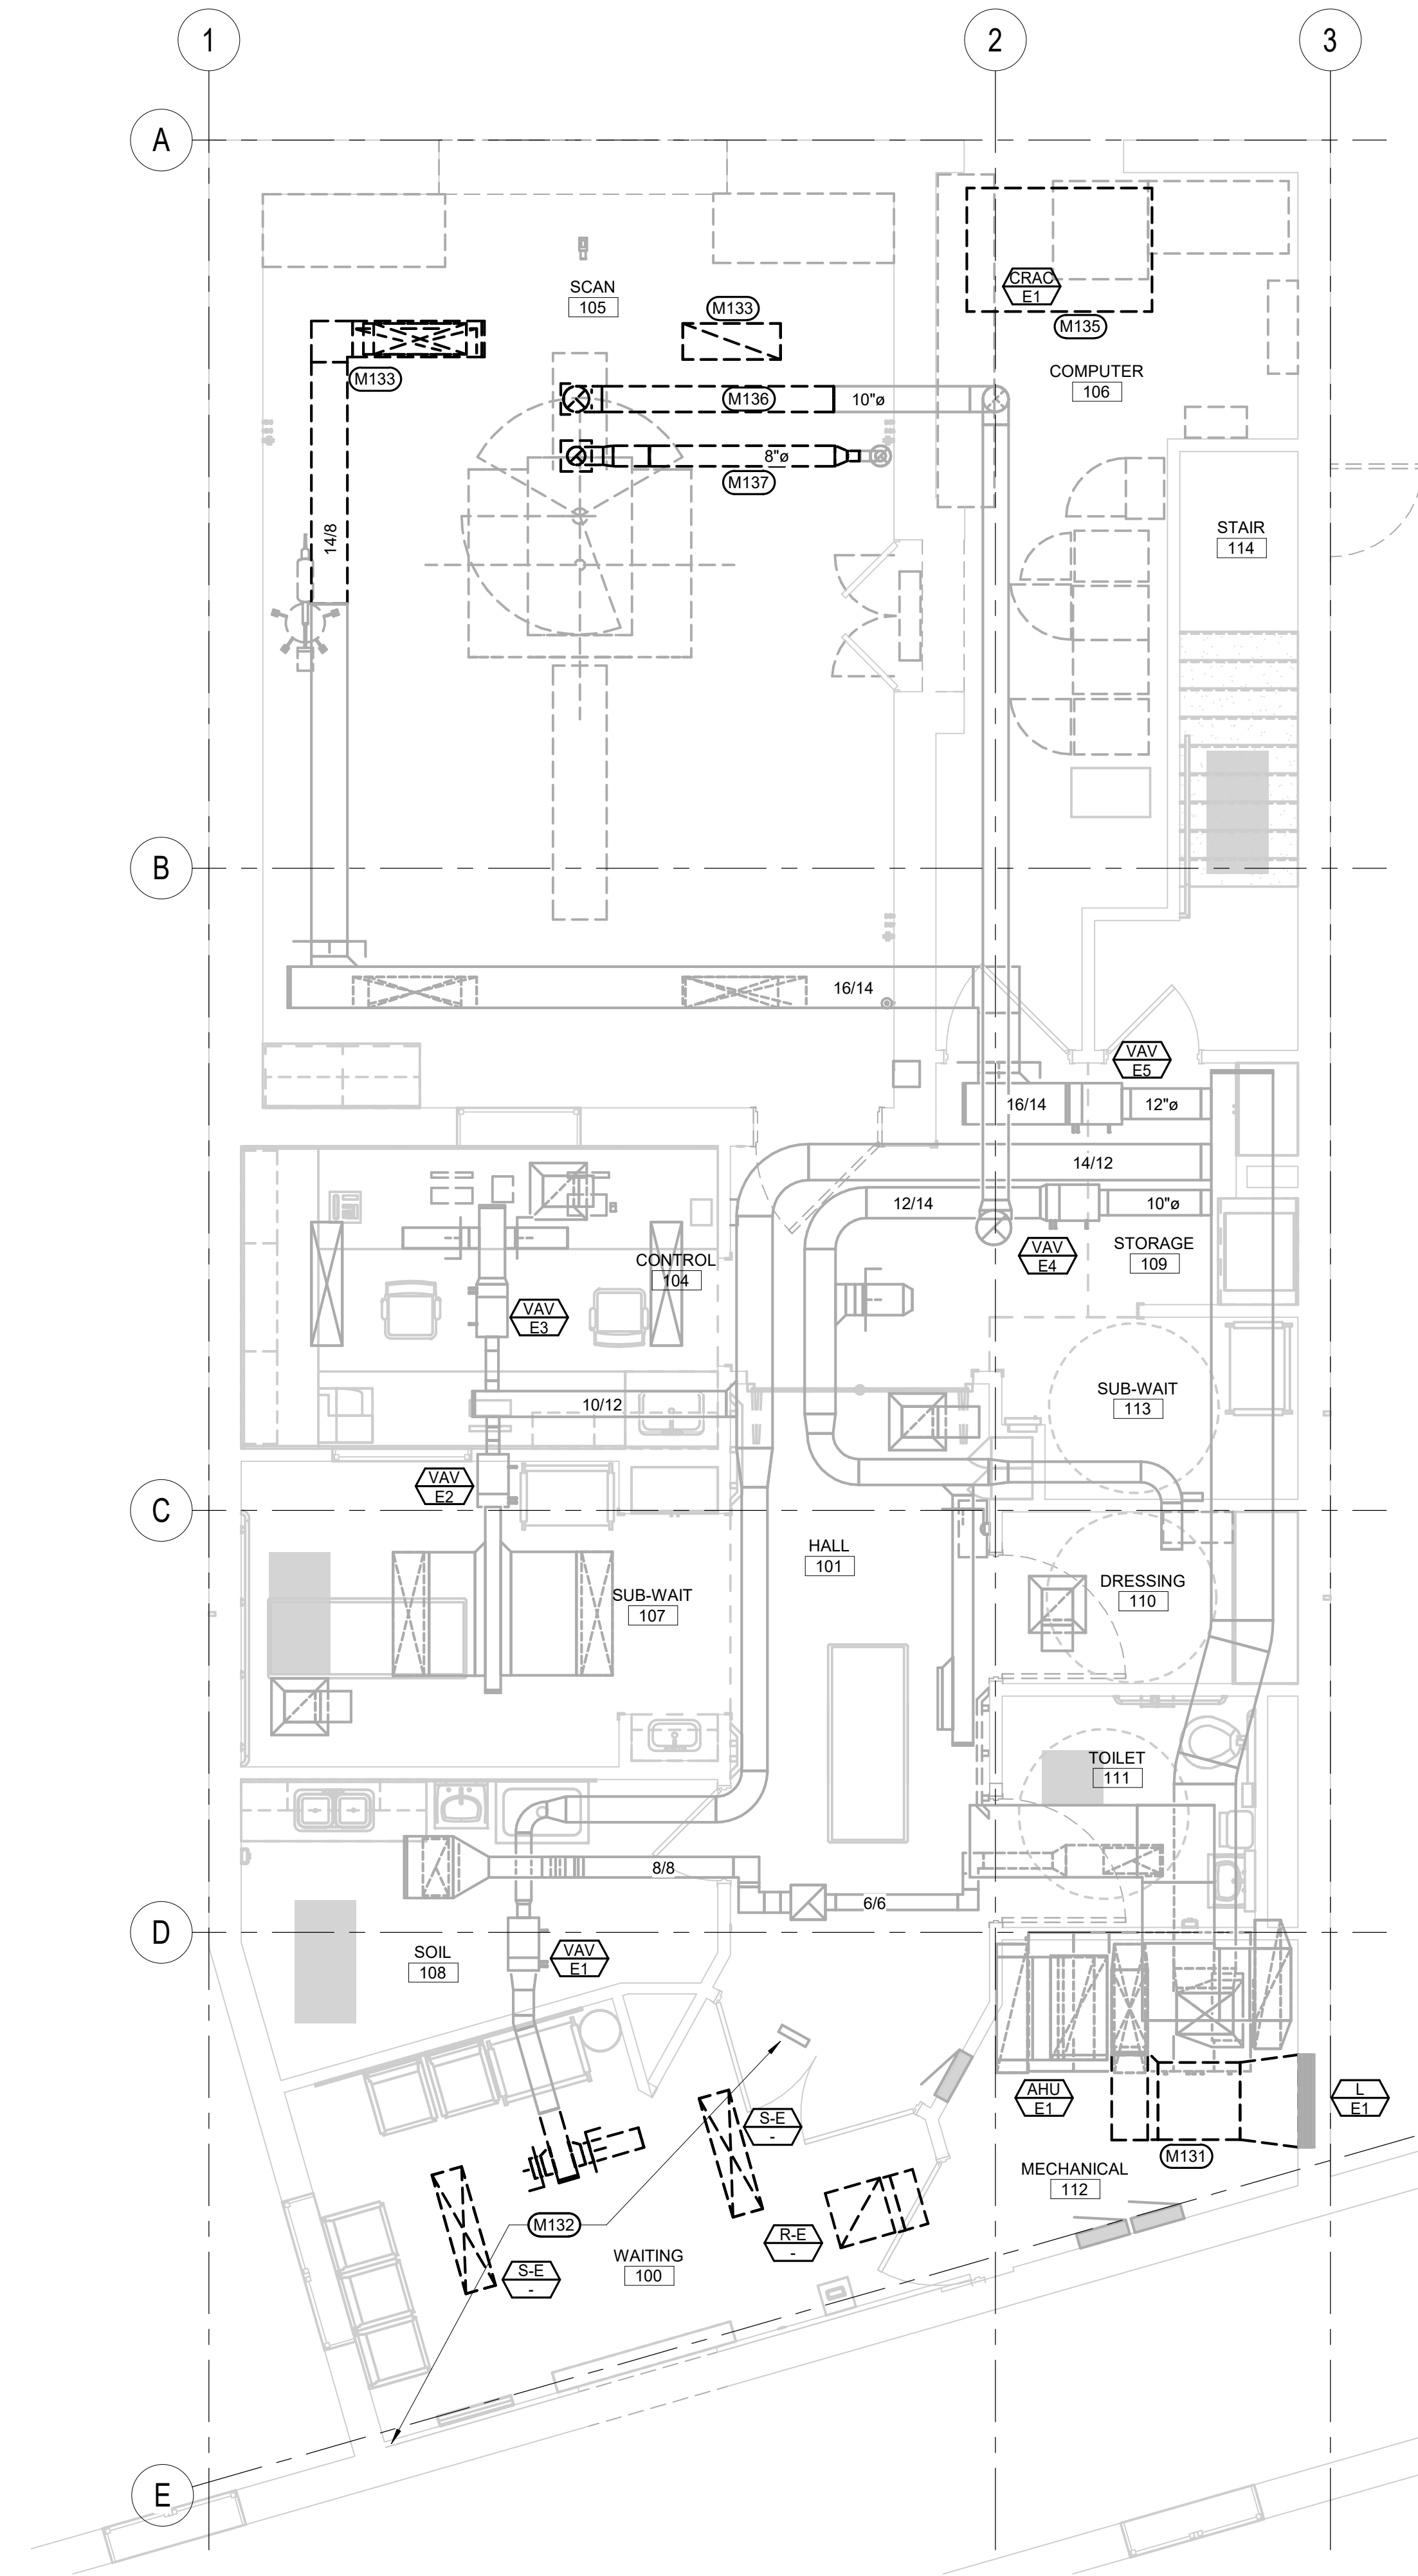 1
2
3
A
CRAC
E1
SCAN
105
M133
M135
M133
COMPUTER
106
M136
10"ø
8"ø
M137
STAIR
114
14/8
B
16/14
VAV
E5
16/14
12"ø
14/12
12/14
10"ø
VAV
E4
STORAGE
109
CONTROL
104
VAV
E3
SUB-WAIT
113
10/12
VAV
E2
C
HALL
101
DRESSING
110
SUB-WAIT
107
TOILET
111
8/8
6/6
D
SOIL
108
VAV
E1
AHU
E1
L
E1
S-E
-
M131
MECHANICAL
112
M132
R-E
-
WAITING
100
S-E
-
E